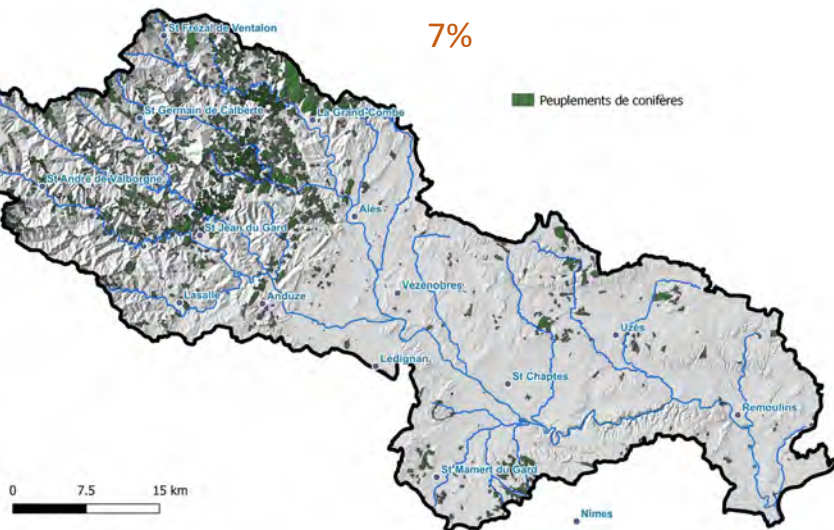 7%
St Frézal de Ventalon
Peuplements de conifères
St Germain de Calberte
La Grand-Combe
St André de Valborgne
Alès
St Jean du Gard
Vézénobres
Lasalle
Anduze
Uzès
Lédignan
St Chaptes
Remoulins
St Mamert du Gard
0 7.5 15 km
Nîmes